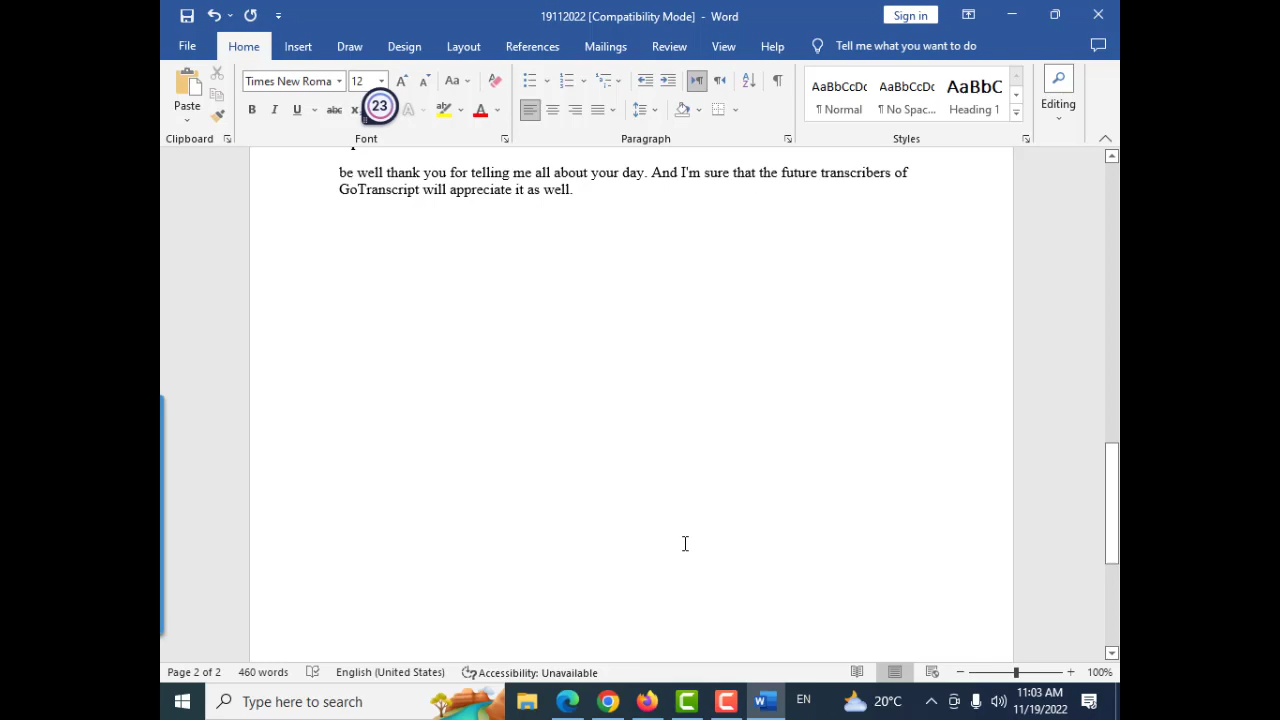 19112022 [Compatibility Mode] - Word
Sign in
File Home Insert Draw Design Layout References Mailings Review View Help Tell me what you want to do
Times New Roma 12 Aa
AaBbCcDc AaBbCcDc AaBbC
Paste
Editing
B I U abc 23 A
¶ Normal ¶ No Spac... Heading 1
Clipboard Font Paragraph Styles
be well thank you for telling me all about your day. And I'm sure that the future transcribers of
GoTranscript will appreciate it as well.
Page 2 of 2 460 words English (United States) Accessibility: Unavailable 100%
Type here to search EN 20°C 11:03 AM
11/19/2022